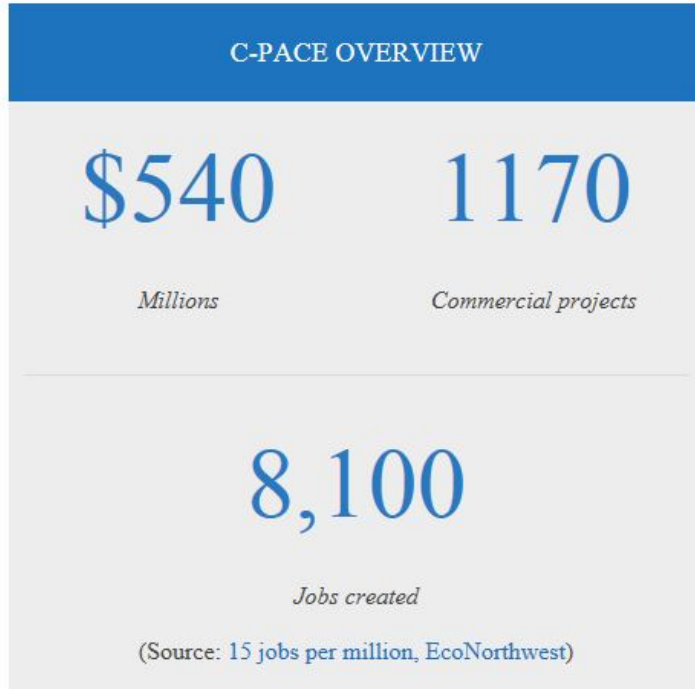 C-PACE OVERVIEW
$540 1170
Millions Commercial projects
8,100
Jobs created
(Source: 15 jobs per million, EcoNorthwest)